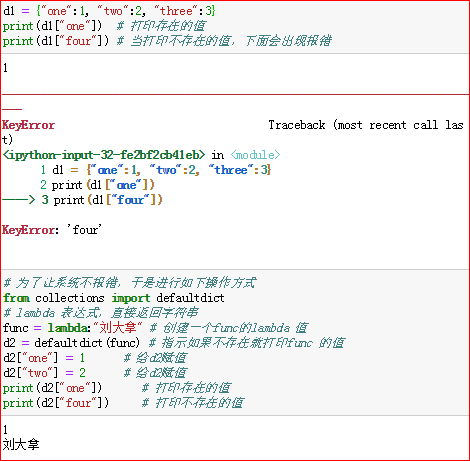 d1 = {"one":1, "two":2, "three":3}
print(d1["one"])  # 打印存在的值
print(d1["four"]) # 当打印不存在的值，下面会出现报错
1
KeyError                                  Traceback (most recent call las
t)
<ipython-input-32-fe2bf2cb41eb> in <module>
      1 d1 = {"one":1, "two":2, "three":3}
      2 print(d1["one"])
----> 3 print(d1["four"])
KeyError: 'four'
# 为了让系统不报错，于是进行如下操作方式
from collections import defaultdict
# lambda 表达式，直接返回字符串
func = lambda:"刘大拿" # 创建一个func的lambda 值
d2 = defaultdict(func) # 指示如果不存在就打印func 的值
d2["one"] = 1     # 给d2赋值
d2["two"] = 2     # 给d2赋值
print(d2["one"])     # 打印存在的值
print(d2["four"])    # 打印不存在的值
1
刘大拿